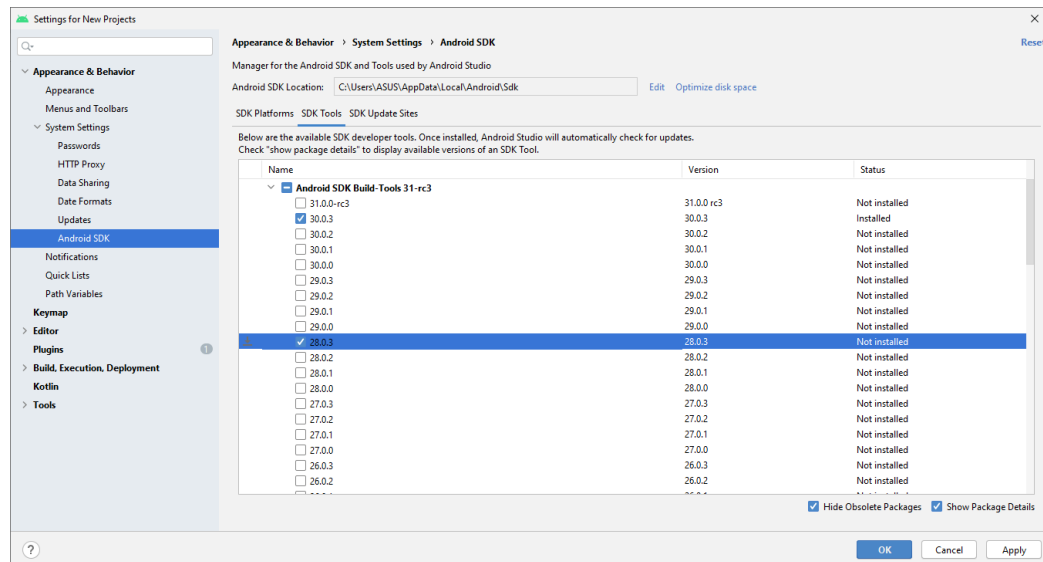 Settings for New Projects
Appearance & Behavior › System Settings › Android SDK
Reset
Manager for the Android SDK and Tools used by Android Studio
Android SDK Location: C:\Users\ASUS\AppData\Local\Android\Sdk Edit Optimize disk space
Appearance & Behavior
Appearance
Menus and Toolbars
System Settings
Passwords
HTTP Proxy
Data Sharing
Date Formats
Updates
Android SDK
Notifications
Quick Lists
Path Variables
Keymap
Editor
Plugins 1
Build, Execution, Deployment
Kotlin
Tools
SDK Platforms SDK Tools SDK Update Sites
Below are the available SDK developer tools. Once installed, Android Studio will automatically check for updates.
Check "show package details" to display available versions of an SDK Tool.
Name Version Status
Android SDK Build-Tools 31-rc3
31.0.0-rc3 31.0.0 rc3 Not installed
30.0.3 30.0.3 Installed
30.0.2 30.0.2 Not installed
30.0.1 30.0.1 Not installed
30.0.0 30.0.0 Not installed
29.0.3 29.0.3 Not installed
29.0.2 29.0.2 Not installed
29.0.1 29.0.1 Not installed
29.0.0 29.0.0 Not installed
28.0.3 28.0.3 Not installed
28.0.2 28.0.2 Not installed
28.0.1 28.0.1 Not installed
28.0.0 28.0.0 Not installed
27.0.3 27.0.3 Not installed
27.0.2 27.0.2 Not installed
27.0.1 27.0.1 Not installed
27.0.0 27.0.0 Not installed
26.0.3 26.0.3 Not installed
26.0.2 26.0.2 Not installed
Hide Obsolete Packages Show Package Details
? OK Cancel Apply